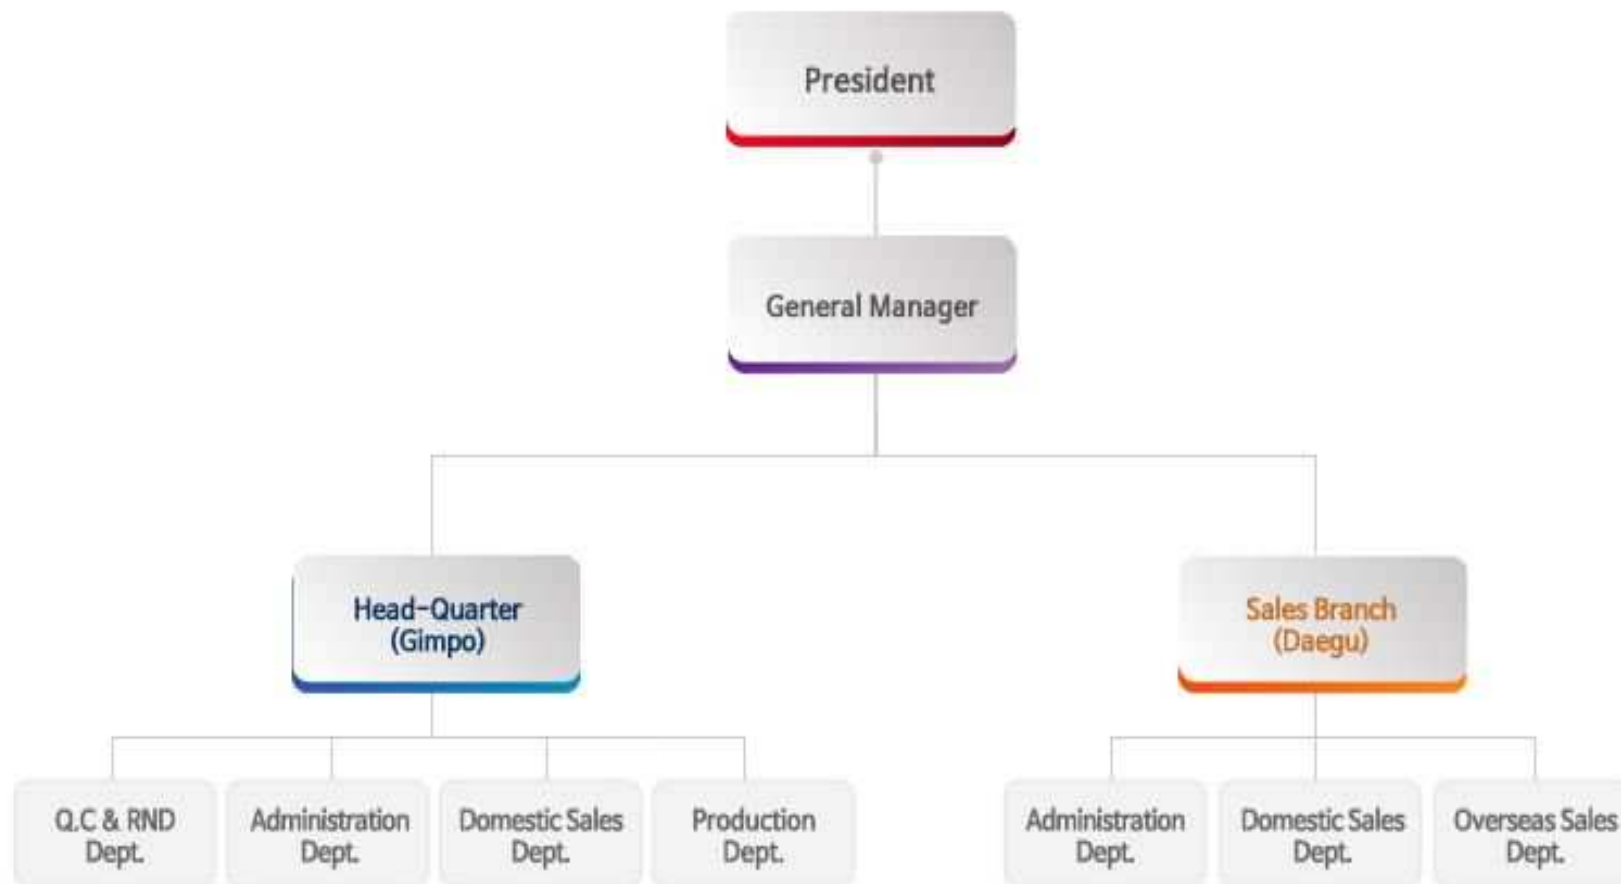 President
General Manager
Head-Quarter
(Gimpo)
Sales Branch
(Daegu)
Q.C & RND
Dept.
Administration
Dept.
Domestic Sales
Dept.
Production
Dept.
Administration
Dept.
Domestic Sales
Dept.
Overseas Sales
Dept.